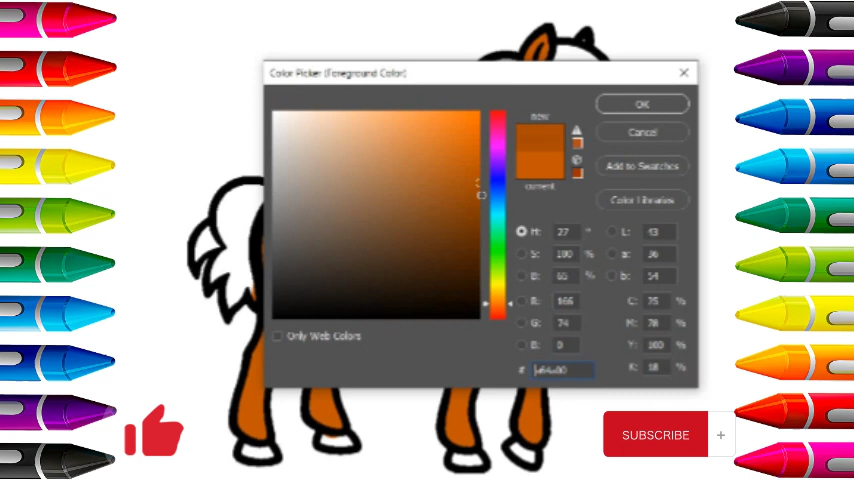 Color Picker (Foreground Color)
new
current
OK
Cancel
Add to Swatches
Color Libraries
H: 27 °
S: 100 %
B: 65 %
R: 166
G: 74
B: 0
# a64a00
L: 43
a: 36
b: 54
C: 25 %
M: 78 %
Y: 100 %
K: 18 %
Only Web Colors
SUBSCRIBE +